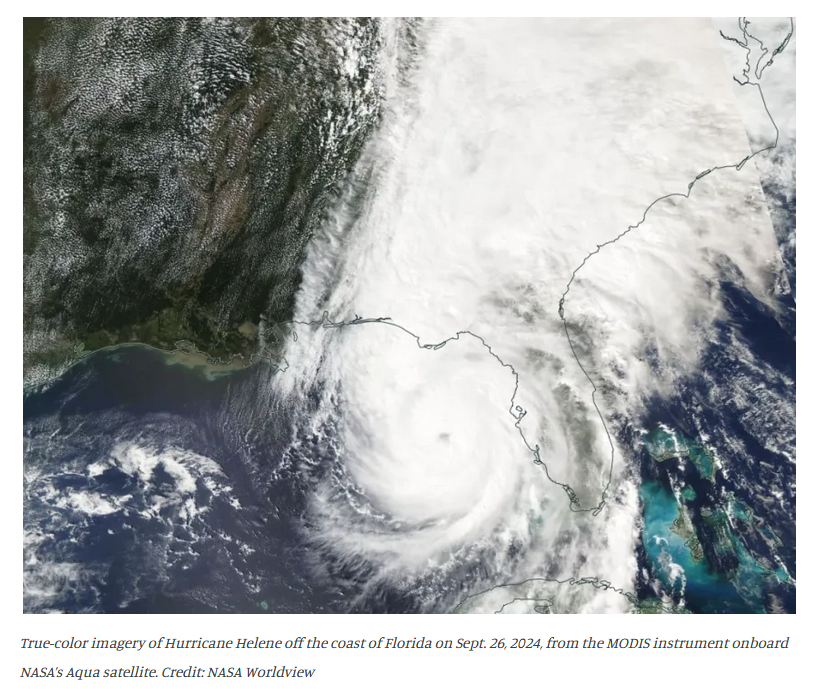 True-color imagery of Hurricane Helene off the coast of Florida on Sept. 26, 2024, from the MODIS instrument onboard
NASA's Aqua satellite. Credit: NASA Worldview